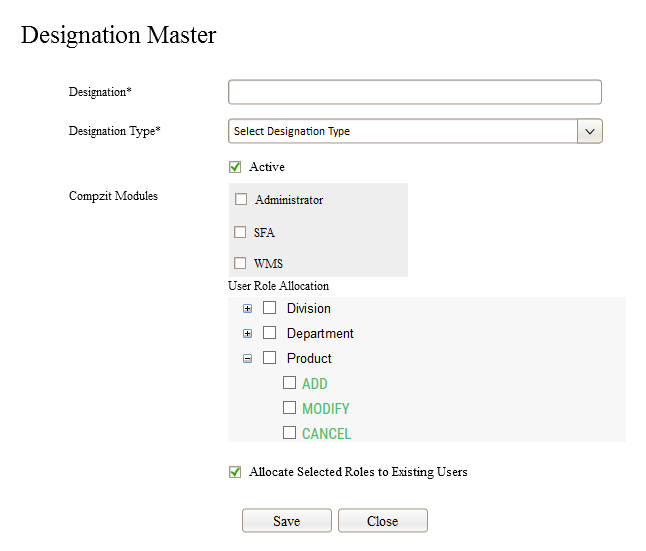 Designation Master
Designation*
Designation Type*
Select Designation Type
Active
Compzit Modules
Administrator
SFA
WMS
User Role Allocation
Division
Department
Product
ADD
MODIFY
CANCEL
Allocate Selected Roles to Existing Users
Save
Close